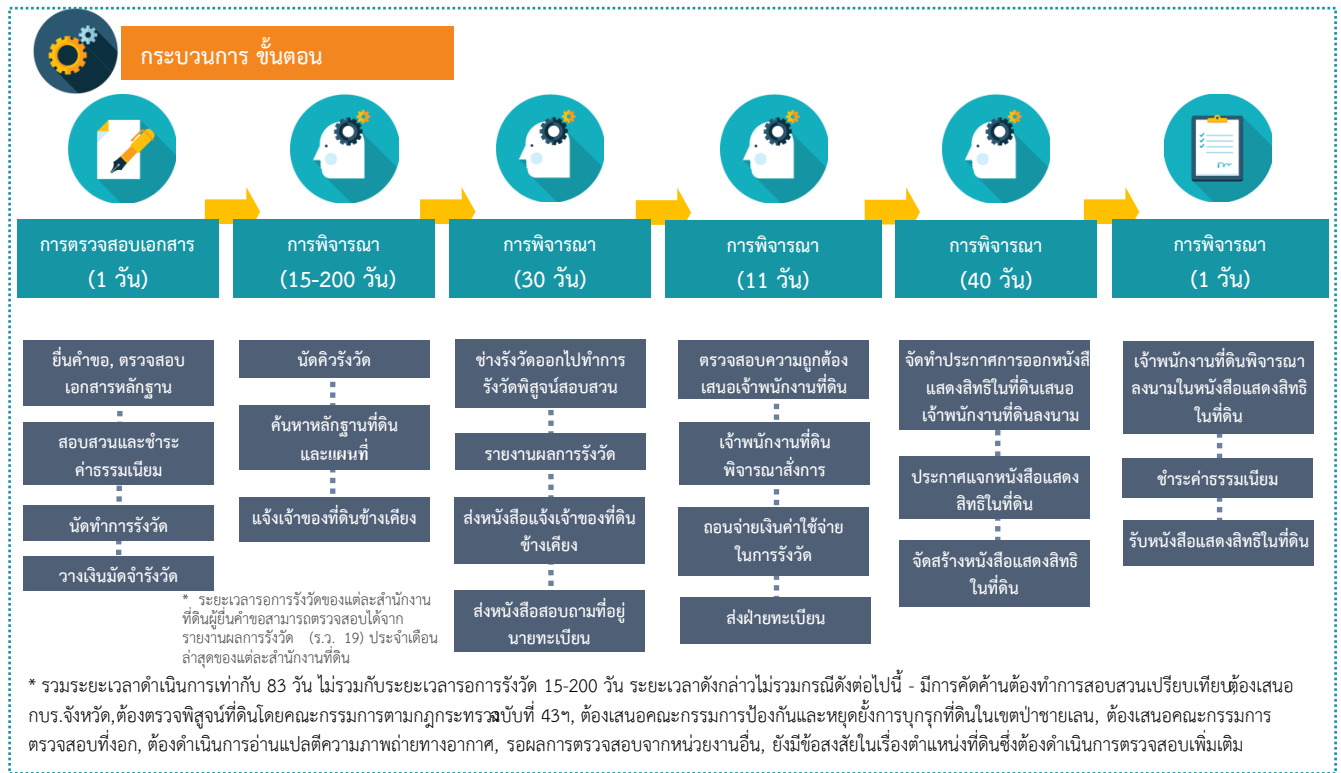 กระบวนการ ขั้นตอน
การตรวจสอบเอกสาร
(1 วัน)
การพิจารณา
(15-200 วัน)
การพิจารณา
(30 วัน)
การพิจารณา
(11 วัน)
การพิจารณา
(40 วัน)
การพิจารณา
(1 วัน)
ยื่นคำขอ, ตรวจสอบ
เอกสารหลักฐาน
สอบสวนและชำระ
ค่าธรรมเนียม
นัดทำการรังวัด
วางเงินมัดจำรังวัด
นัดคิวรังวัด
ค้นหาหลักฐานที่ดิน
และแผนที่
แจ้งเจ้าของที่ดินข้างเคียง
* ระยะเวลารอการรังวัดของแต่ละสำนักงาน
ที่ดินผู้ยื่นคำขอสามารถตรวจสอบได้จาก
รายงานผลการรังวัด (ร.ว. 19) ประจำเดือน
ล่าสุดของแต่ละสำนักงานที่ดิน
ช่างรังวัดออกไปทำการ
รังวัดพิสูจน์สอบสวน
รายงานผลการรังวัด
ส่งหนังสือแจ้งเจ้าของที่ดิน
ข้างเคียง
ส่งหนังสือสอบถามที่อยู่
นายทะเบียน
ตรวจสอบความถูกต้อง
เสนอเจ้าพนักงานที่ดิน
เจ้าพนักงานที่ดิน
พิจารณาสั่งการ
ถอนจ่ายเงินค่าใช้จ่าย
ในการรังวัด
ส่งฝ่ายทะเบียน
จัดทำประกาศการออกหนังสื
แสดงสิทธิในที่ดินเสนอ
เจ้าพนักงานที่ดินลงนาม
ประกาศแจกหนังสือแสดง
สิทธิในที่ดิน
จัดสร้างหนังสือแสดงสิทธิ
ในที่ดิน
เจ้าพนักงานที่ดินพิจารณา
ลงนามในหนังสือแสดงสิทธิ
ในที่ดิน
ชำระค่าธรรมเนียม
รับหนังสือแสดงสิทธิในที่ดิน
* รวมระยะเวลาดำเนินการเท่ากับ 83 วัน ไม่รวมกับระยะเวลารอการรังวัด 15-200 วัน ระยะเวลาดังกล่าวไม่รวมกรณีดังต่อไปนี้ - มีการคัดค้านต้องทำการสอบสวนเปรียบเทียบ,ต้องเสนอ
กบร.จังหวัด,ต้องตรวจพิสูจน์ที่ดินโดยคณะกรรมการตามกฎกระทรวงฉบับที่ 43ฯ, ต้องเสนอคณะกรรมการป้องกันและหยุดยั้งการบุกรุกที่ดินในเขตป่าชายเลน, ต้องเสนอคณะกรรมการ
ตรวจสอบที่งอก, ต้องดำเนินการอ่านแปลตีความภาพถ่ายทางอากาศ, รอผลการตรวจสอบจากหน่วยงานอื่น, ยังมีข้อสงสัยในเรื่องตำแหน่งที่ดินซึ่งต้องดำเนินการตรวจสอบเพิ่มเติม